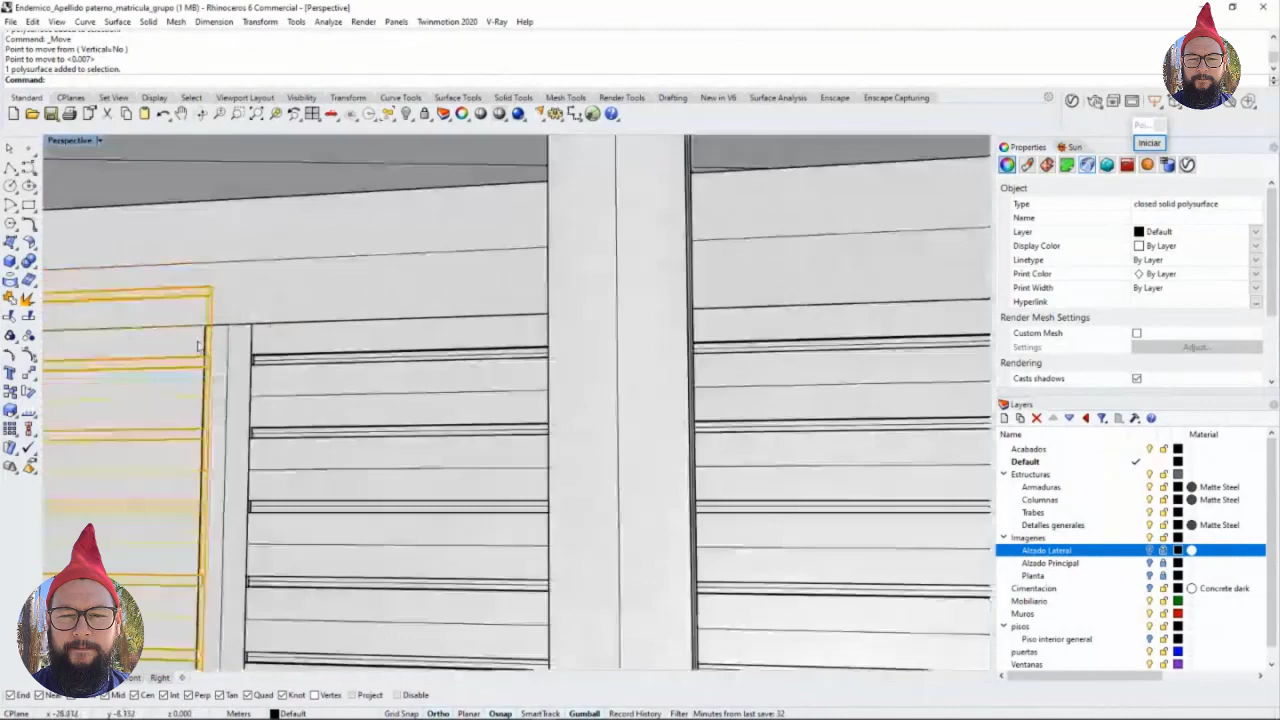 Endemico_Apellido paterno_matricula_grupo (1 MB) - Rhinoceros 6 Commercial - [Perspective]
File Edit View Curve Surface Solid Mesh Dimension Transform Tools Analyze Render Panels Twinmotion 2020 V-Ray Help
1 polysurface added to selection.
Command: _Move
Point to move from ( Vertical=No )
Point to move to <0.007>
1 polysurface added to selection.
Command:
Standard CPlanes Set View Display Select Viewport Layout Visibility Transform Curve Tools Surface Tools Solid Tools Mesh Tools Render Tools Drafting New in V6 Surface Analysis Enscape Enscape Capturing
Iniciar
Perspective
Properties Sun
Object
Type closed solid polysurface
Name
Layer Default
Display Color By Layer
Linetype By Layer
Print Color By Layer
Print Width By Layer
Hyperlink ...
Render Mesh Settings
Custom Mesh
Settings Adjust...
Rendering
Casts shadows
Layers
Name Material
Acabados
Default
Estructuras
Armaduras Matte Steel
Columnas Matte Steel
Trabes
Detalles generales Matte Steel
Imagenes
Alzado Lateral
Alzado Principal
Planta
Cimentacion Concrete dark
Mobiliario
Muros
pisos
Piso interior general
puertas
Ventanas
Right
End Mid Cen Int Perp Tan Quad Knot Vertex Project Disable
CPlane z 0.000 Meters Default Grid Snap Ortho Planar Osnap SmartTrack Gumball Record History Filter Minutes from last save: 32